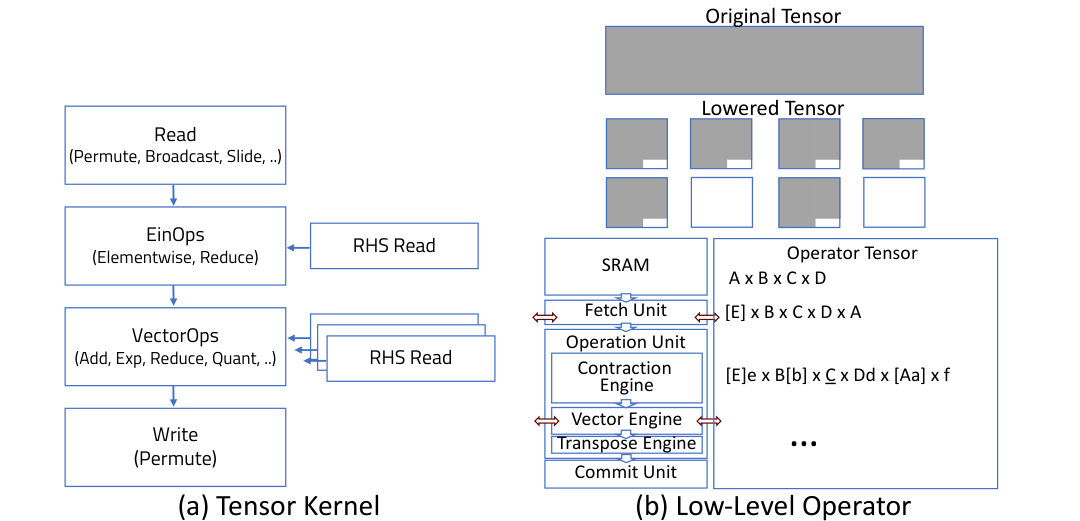 Read
(Permute, Broadcast, Slide, ..)
EinOps
(Elementwise, Reduce)
RHS Read
VectorOps
(Add, Exp, Reduce, Quant, ..)
RHS Read
Write
(Permute)
(a) Tensor Kernel
Original Tensor
Lowered Tensor
SRAM
Fetch Unit
Operation Unit
Contraction
Engine
Vector Engine
Transpose Engine
Commit Unit
Operator Tensor
A x B x C x D
[E] x B x C x D x A
[E]e x B[b] x C x Dd x [Aa] x f
...
(b) Low-Level Operator